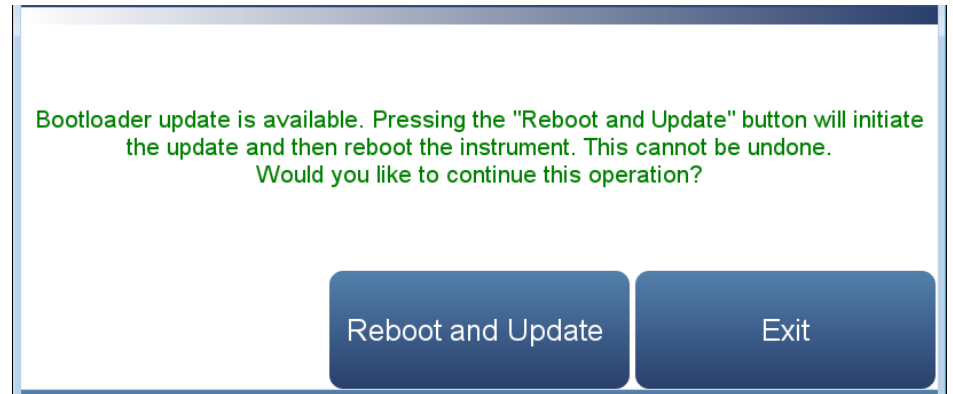 Bootloader update is available. Pressing the "Reboot and Update" button will initiate
the update and then reboot the instrument. This cannot be undone.
Would you like to continue this operation?
Reboot and Update
Exit